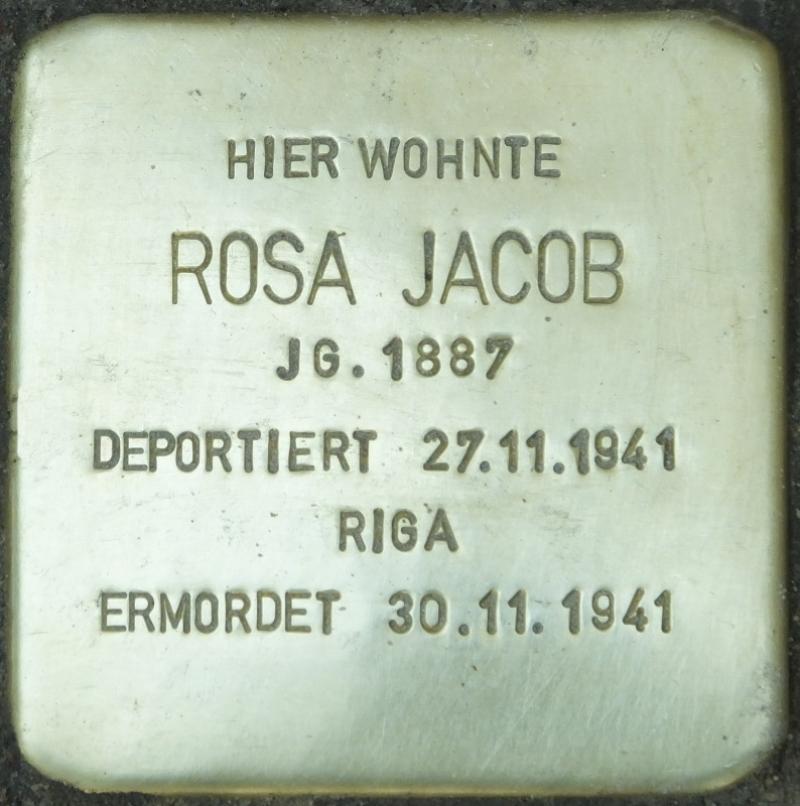 HIER WOHNTE
ROSA JACOB
JG. 1887
DEPORTIERT 27.11.1941
RIGA
ERMORDET 30.11.1941